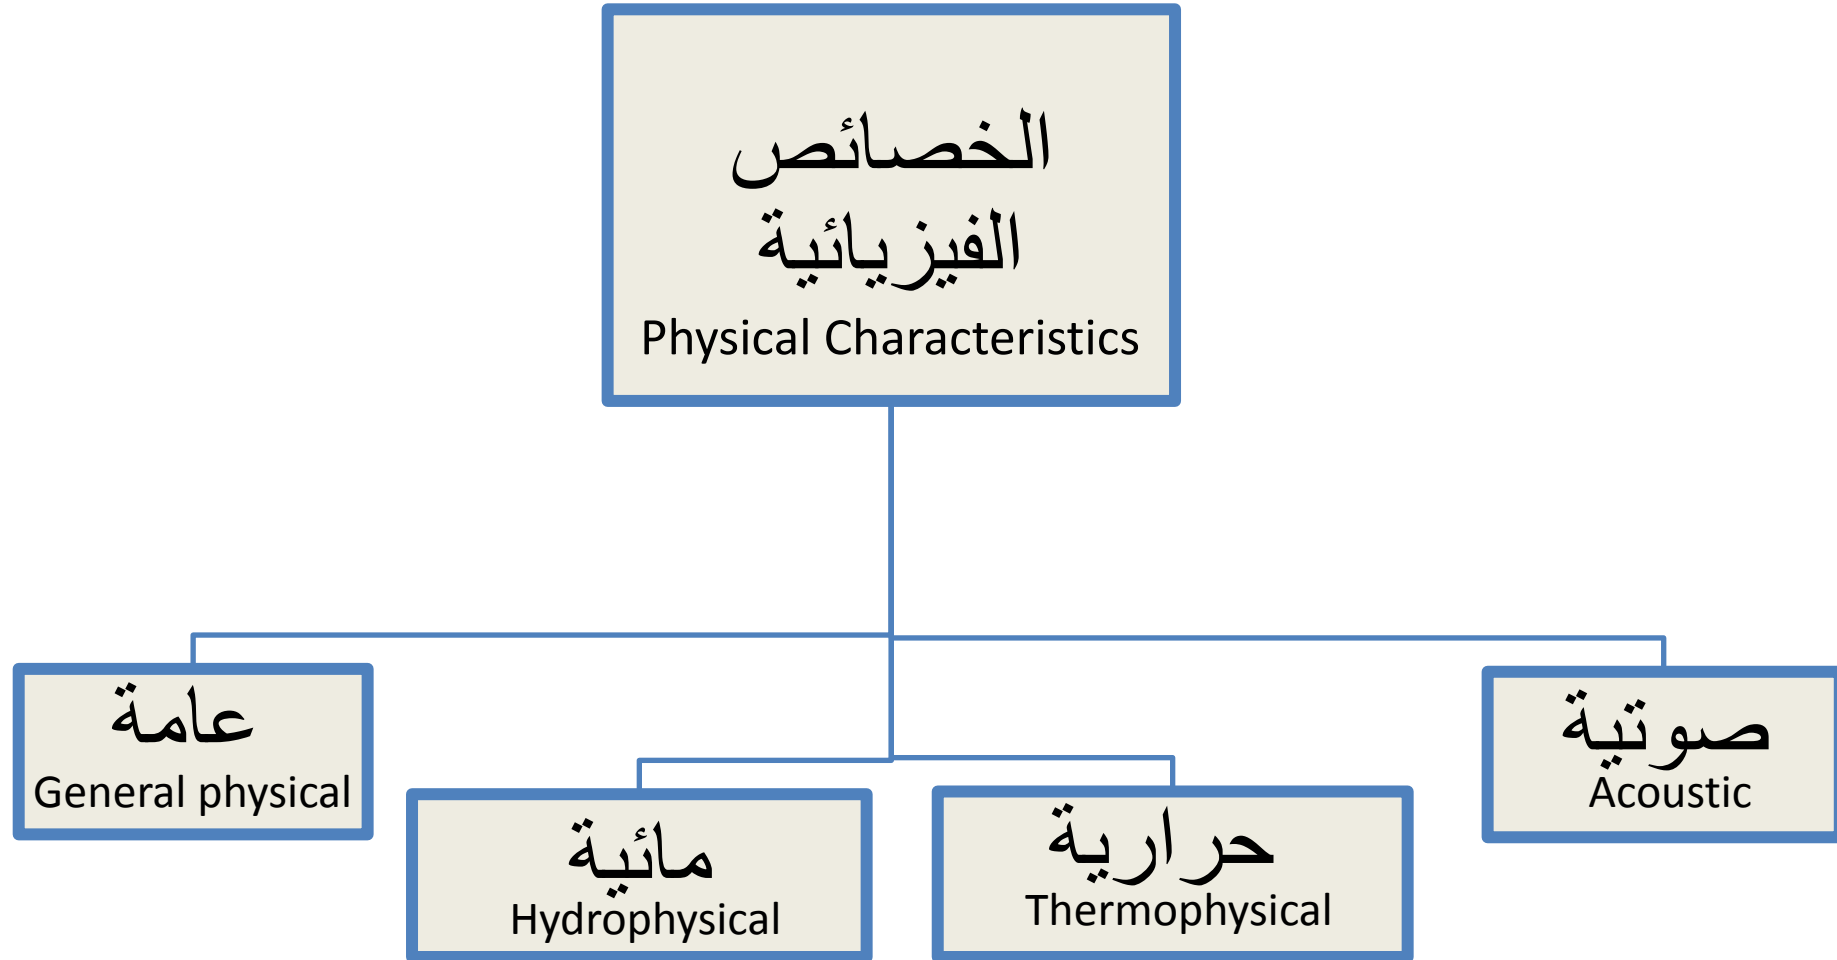 الخصائص
الفيزيائية
Physical Characteristics
عامة
General physical
مائية
Hydrophysical
حرارية
Thermophysical
صوتية
Acoustic